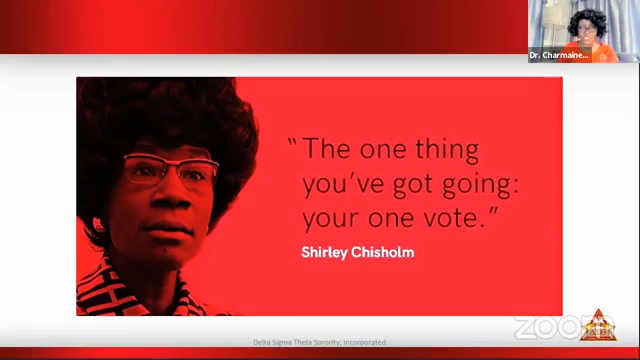 Dr. Charmaine...
“The one thing
you’ve got going:
your one vote.”
Shirley Chisholm
Delta Sigma Theta Sorority, Incorporated
zoom